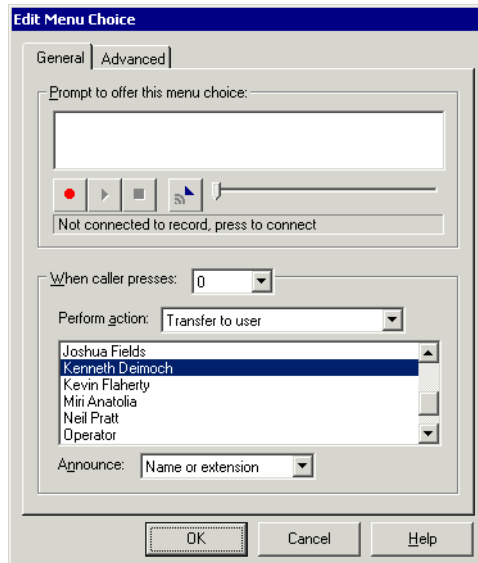 Edit Menu Choice
General Advanced
Prompt to offer this menu choice:
Not connected to record, press to connect
When caller presses: 0
Perform action: Transfer to user
Joshua Fields
Kenneth Deimoch
Kevin Flaherty
Miri Anatolia
Neil Pratt
Operator
Announce: Name or extension
OK Cancel Help